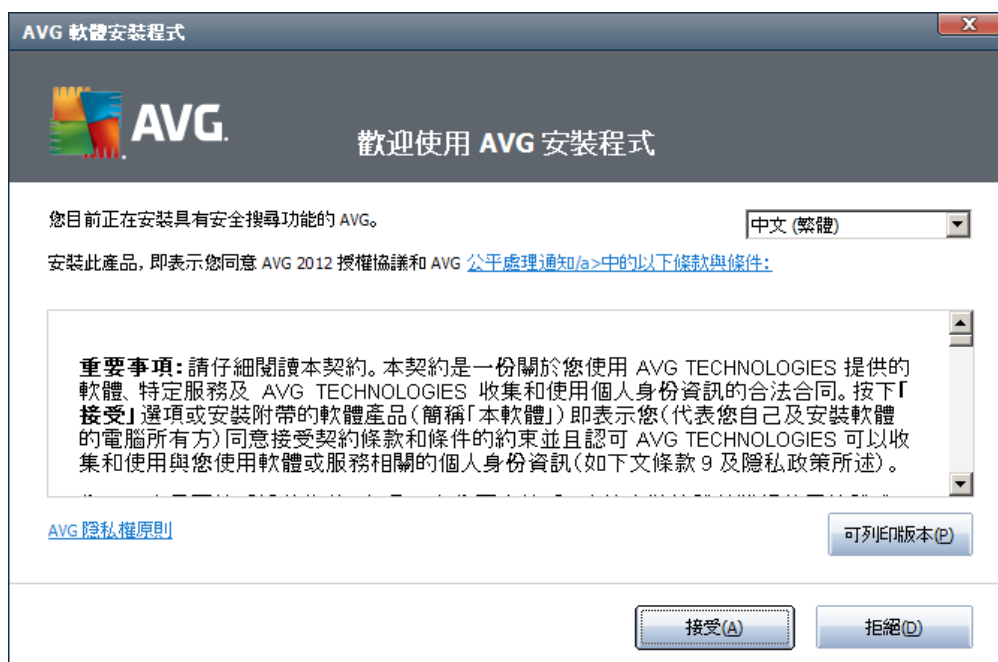 AVG 軟體安裝程式
AVG.
歡迎使用 AVG 安裝程式
您目前正在安裝具有安全搜尋功能的 AVG。
中文 (繁體)
安裝此產品, 即表示您同意 AVG 2012 授權協議和 AVG 公平處理通知/a>中的以下條款與條件:
重要事項: 請仔細閱讀本契約。本契約是一份關於您使用 AVG TECHNOLOGIES 提供的
軟體、特定服務及 AVG TECHNOLOGIES 收集和使用個人身份資訊的合法合同。按下「
接受」選項或安裝附帶的軟體產品(簡稱「本軟體」)即表示您(代表您自己及安裝軟體
的電腦所有方)同意接受契約條款和條件的約束並且認可 AVG TECHNOLOGIES 可以收
集和使用與您使用軟體或服務相關的個人身份資訊(如下文條款 9 及隱私政策所述)。
AVG 隱私權原則
可列印版本(P)
接受(A)
拒絕(D)